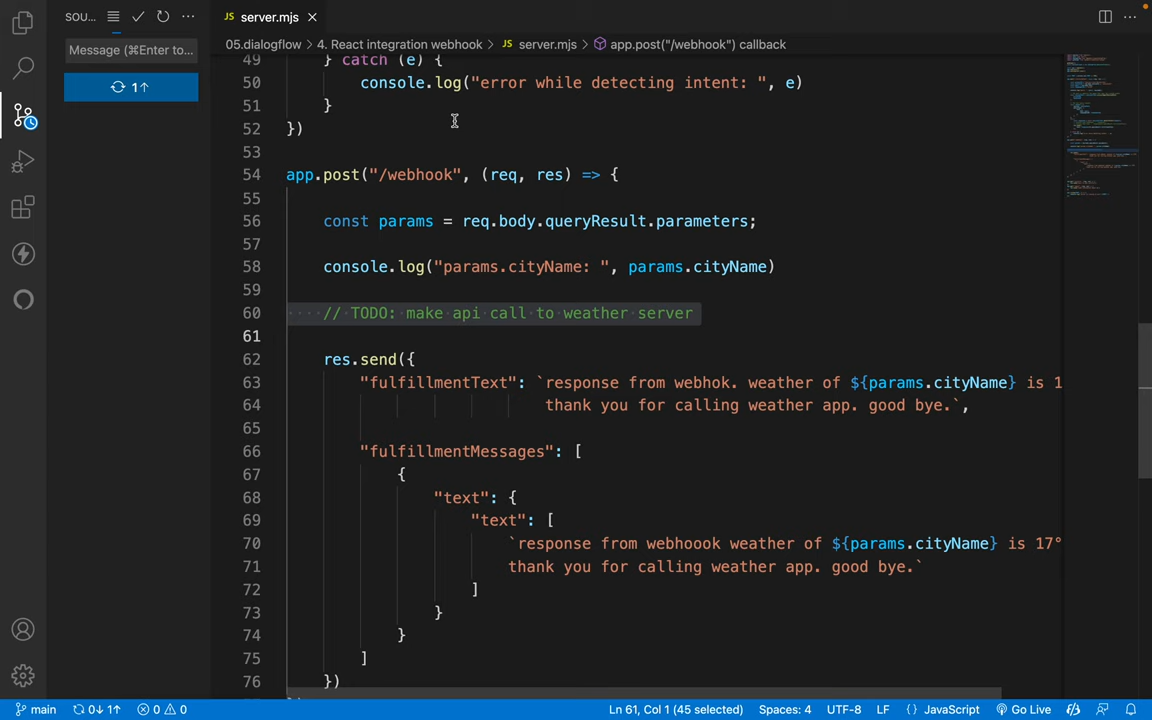 SOU...
JS server.mjs
Message (⌘Enter to...
05.dialogflow > 4. React integration webhook > JS server.mjs > app.post("/webhook") callback
1↑
49 } catch (e) {
50 console.log("error while detecting intent: ", e)
51 }
52 })
53
54 app.post("/webhook", (req, res) => {
55
56 const params = req.body.queryResult.parameters;
57
58 console.log("params.cityName: ", params.cityName)
59
60 // TODO: make api call to weather server
61
62 res.send({
63 "fulfillmentText": `response from webhok. weather of ${params.cityName} is 1
64 thank you for calling weather app. good bye.`,
65
66 "fulfillmentMessages": [
67 {
68 "text": {
69 "text": [
70 `response from webhoook weather of ${params.cityName} is 17°
71 thank you for calling weather app. good bye.`
72 ]
73 }
74 }
75 ]
76 })
main 0↓ 1↑ 0 0 Ln 61, Col 1 (45 selected) Spaces: 4 UTF-8 LF {} JavaScript Go Live